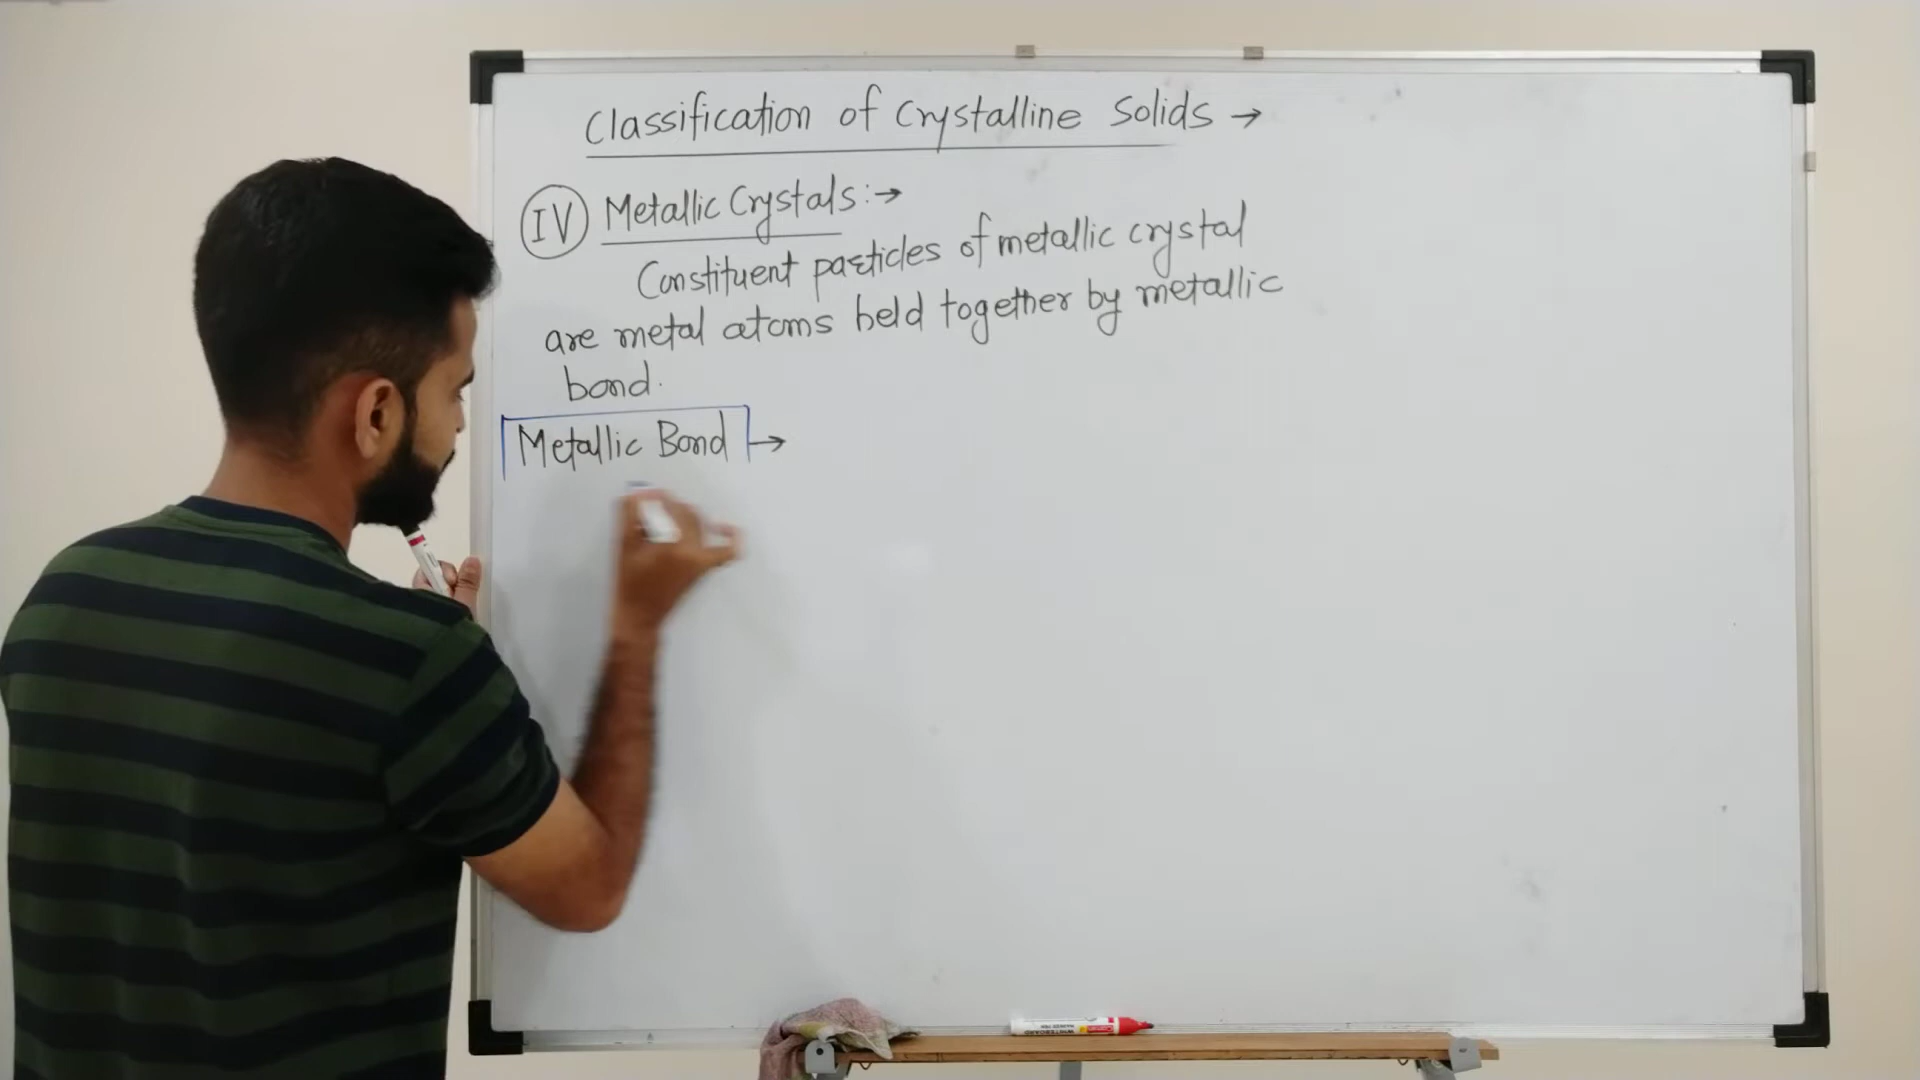 Classification of Crystalline Solids →
IV Metallic Crystals :→
Constituent particles of metallic crystal
are metal atoms held together by metallic
bond.
Metallic Bond →